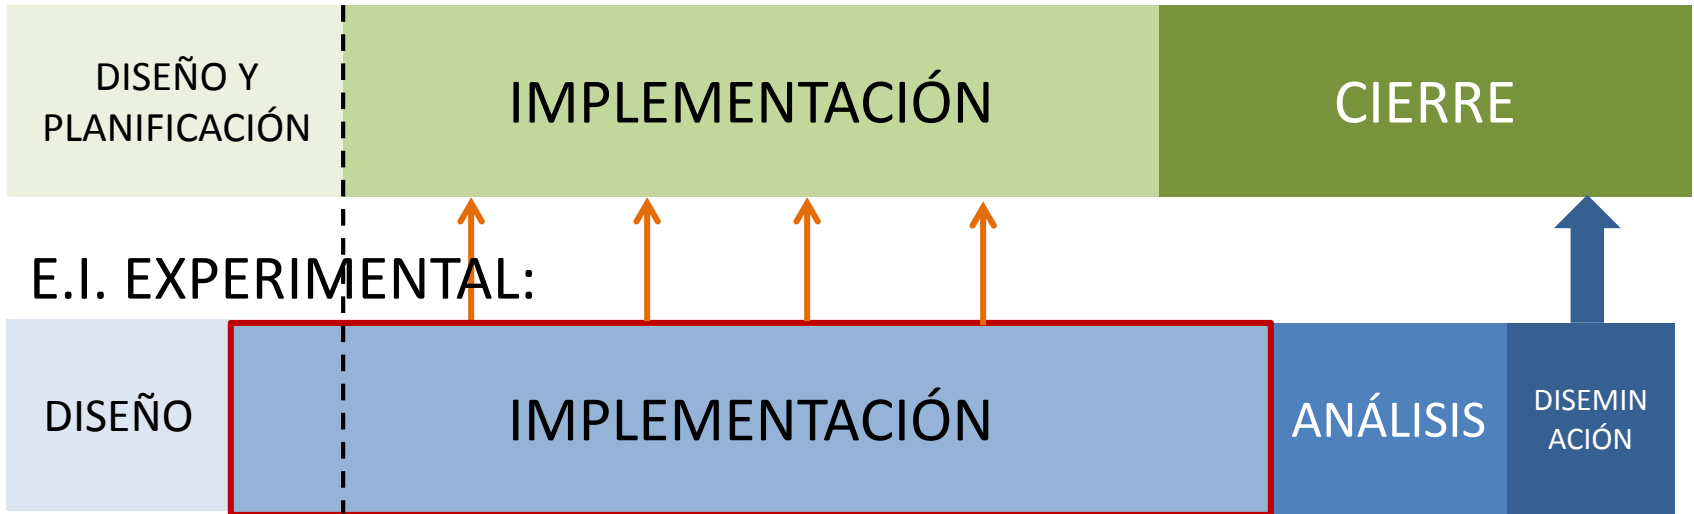 DISEÑO Y
PLANIFICACIÓN
IMPLEMENTACIÓN
CIERRE
E.I. EXPERIMENTAL:
DISEÑO
IMPLEMENTACIÓN
ANÁLISIS
DISEMIN
ACIÓN